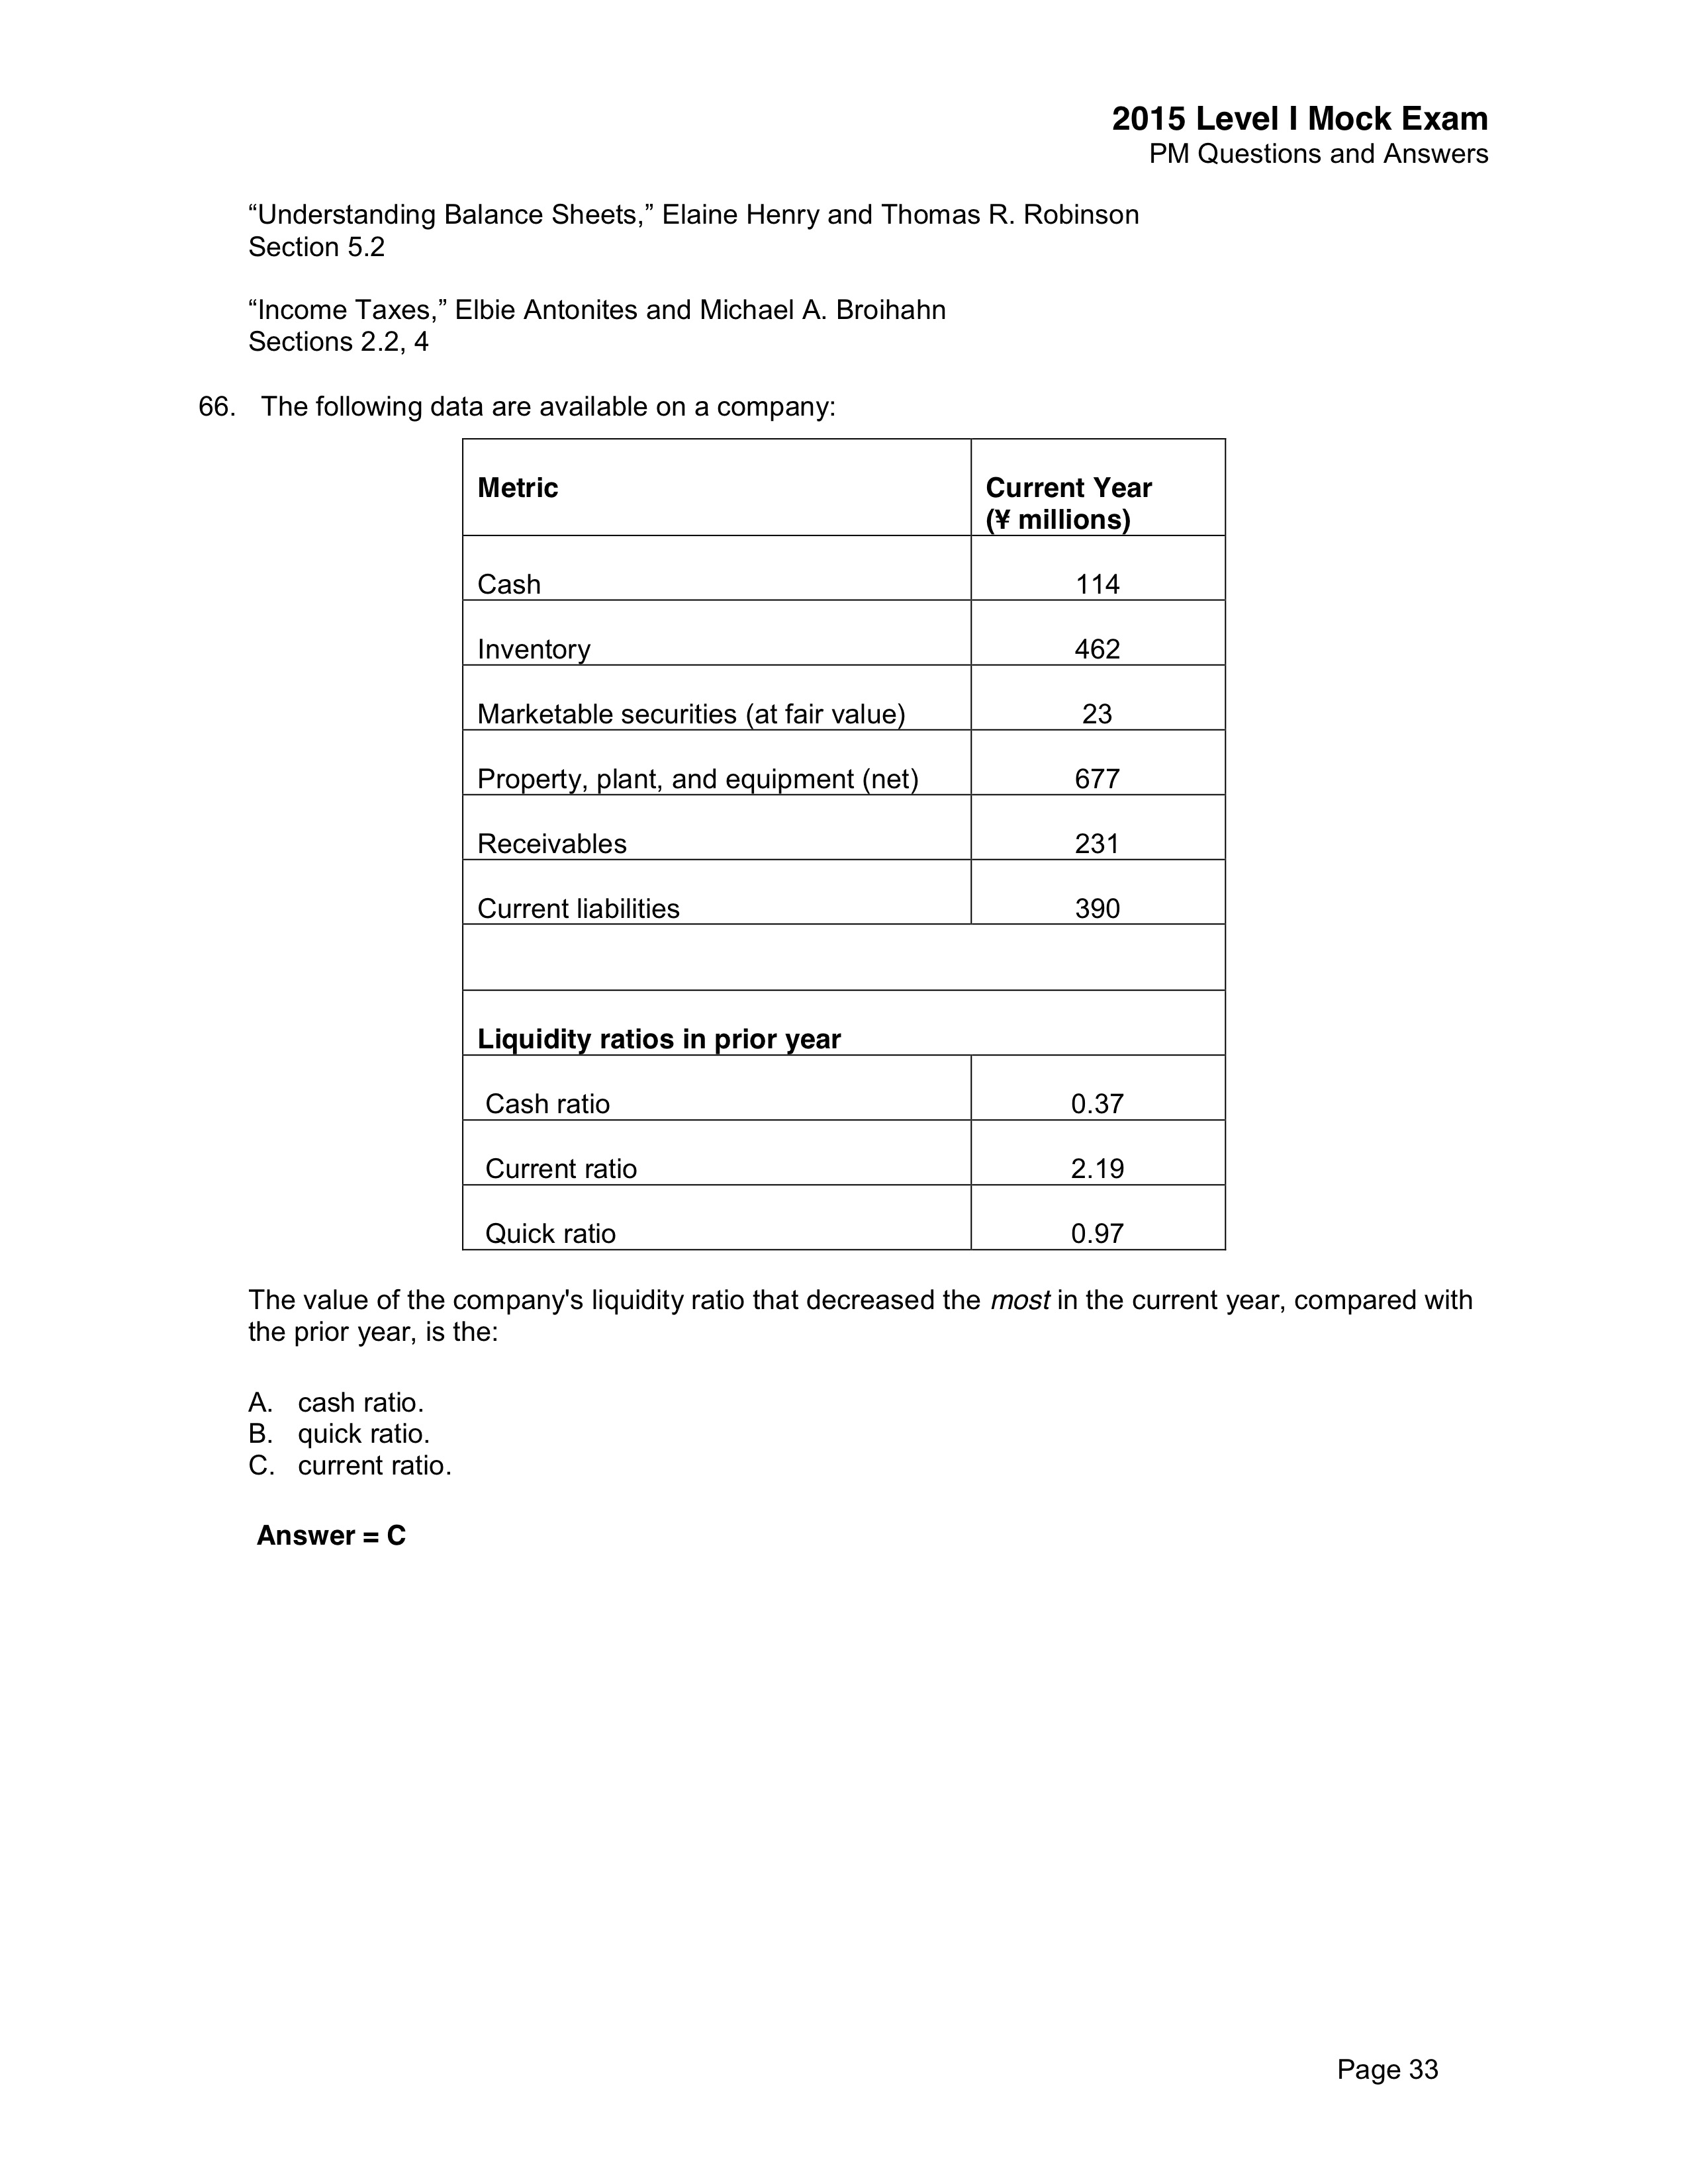 2015 Level I Mock Exam
PM Questions and Answers
“Understanding Balance Sheets,” Elaine Henry and Thomas R. Robinson
Section 5.2
“Income Taxes,” Elbie Antonites and Michael A. Broihahn
Sections 2.2, 4
66. The following data are available on a company:
Metric Current Year
(¥ millions)
Cash 114
Inventory 462
Marketable securities (at fair value) 23
Property, plant, and equipment (net) 677
Receivables 231
Current liabilities 390
Liquidity ratios in prior year
Cash ratio 0.37
Current ratio 2.19
Quick ratio 0.97
The value of the company's liquidity ratio that decreased the most in the current year, compared with
the prior year, is the:
A. cash ratio.
B. quick ratio.
C. current ratio.
Answer = C
Page 33